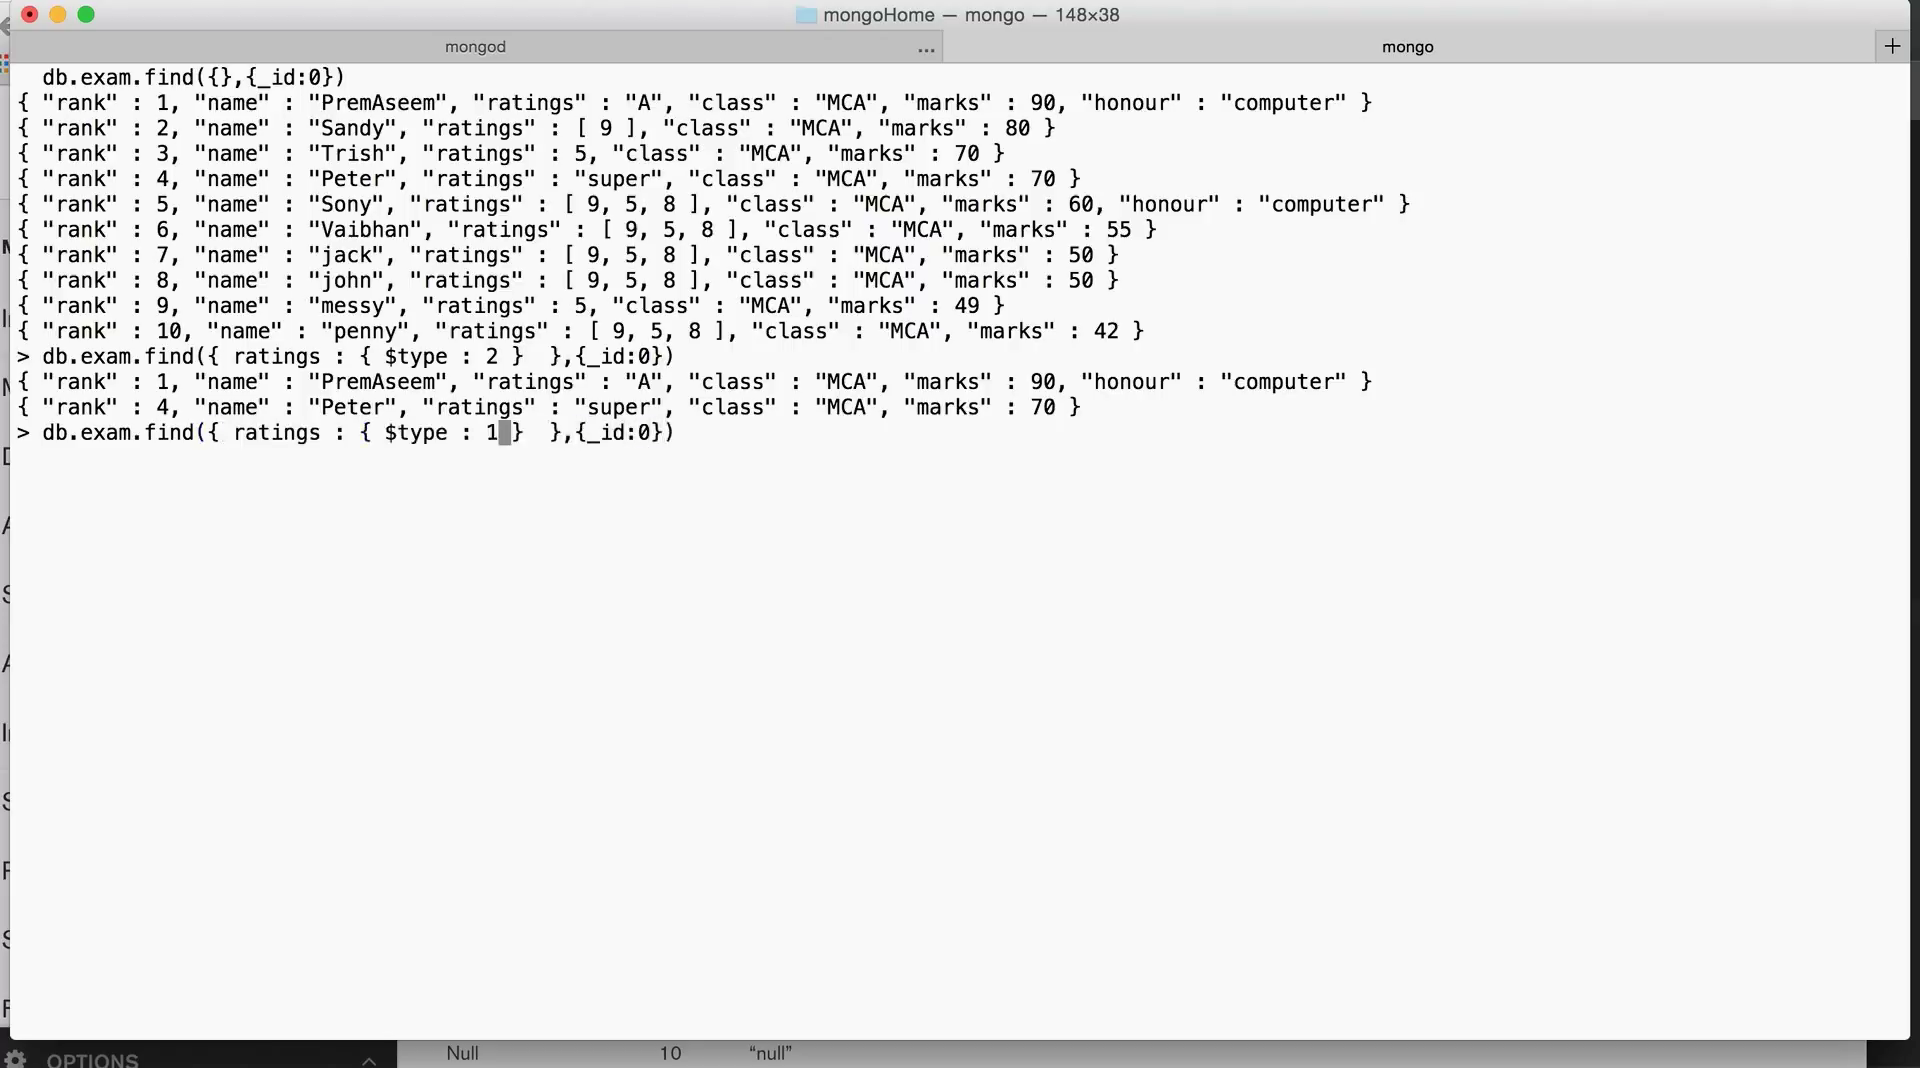 mongoHome — mongo — 148×38
mongod
...
mongo
+
db.exam.find({},{_id:0})
{ "rank" : 1, "name" : "PremAseem", "ratings" : "A", "class" : "MCA", "marks" : 90, "honour" : "computer" }
{ "rank" : 2, "name" : "Sandy", "ratings" : [ 9 ], "class" : "MCA", "marks" : 80 }
{ "rank" : 3, "name" : "Trish", "ratings" : 5, "class" : "MCA", "marks" : 70 }
{ "rank" : 4, "name" : "Peter", "ratings" : "super", "class" : "MCA", "marks" : 70 }
{ "rank" : 5, "name" : "Sony", "ratings" : [ 9, 5, 8 ], "class" : "MCA", "marks" : 60, "honour" : "computer" }
{ "rank" : 6, "name" : "Vaibhan", "ratings" : [ 9, 5, 8 ], "class" : "MCA", "marks" : 55 }
{ "rank" : 7, "name" : "jack", "ratings" : [ 9, 5, 8 ], "class" : "MCA", "marks" : 50 }
{ "rank" : 8, "name" : "john", "ratings" : [ 9, 5, 8 ], "class" : "MCA", "marks" : 50 }
{ "rank" : 9, "name" : "messy", "ratings" : 5, "class" : "MCA", "marks" : 49 }
{ "rank" : 10, "name" : "penny", "ratings" : [ 9, 5, 8 ], "class" : "MCA", "marks" : 42 }
> db.exam.find({ ratings : { $type : 2 }  },{_id:0})
{ "rank" : 1, "name" : "PremAseem", "ratings" : "A", "class" : "MCA", "marks" : 90, "honour" : "computer" }
{ "rank" : 4, "name" : "Peter", "ratings" : "super", "class" : "MCA", "marks" : 70 }
> db.exam.find({ ratings : { $type : 1 }  },{_id:0})
OPTIONS
Null 10 “null”